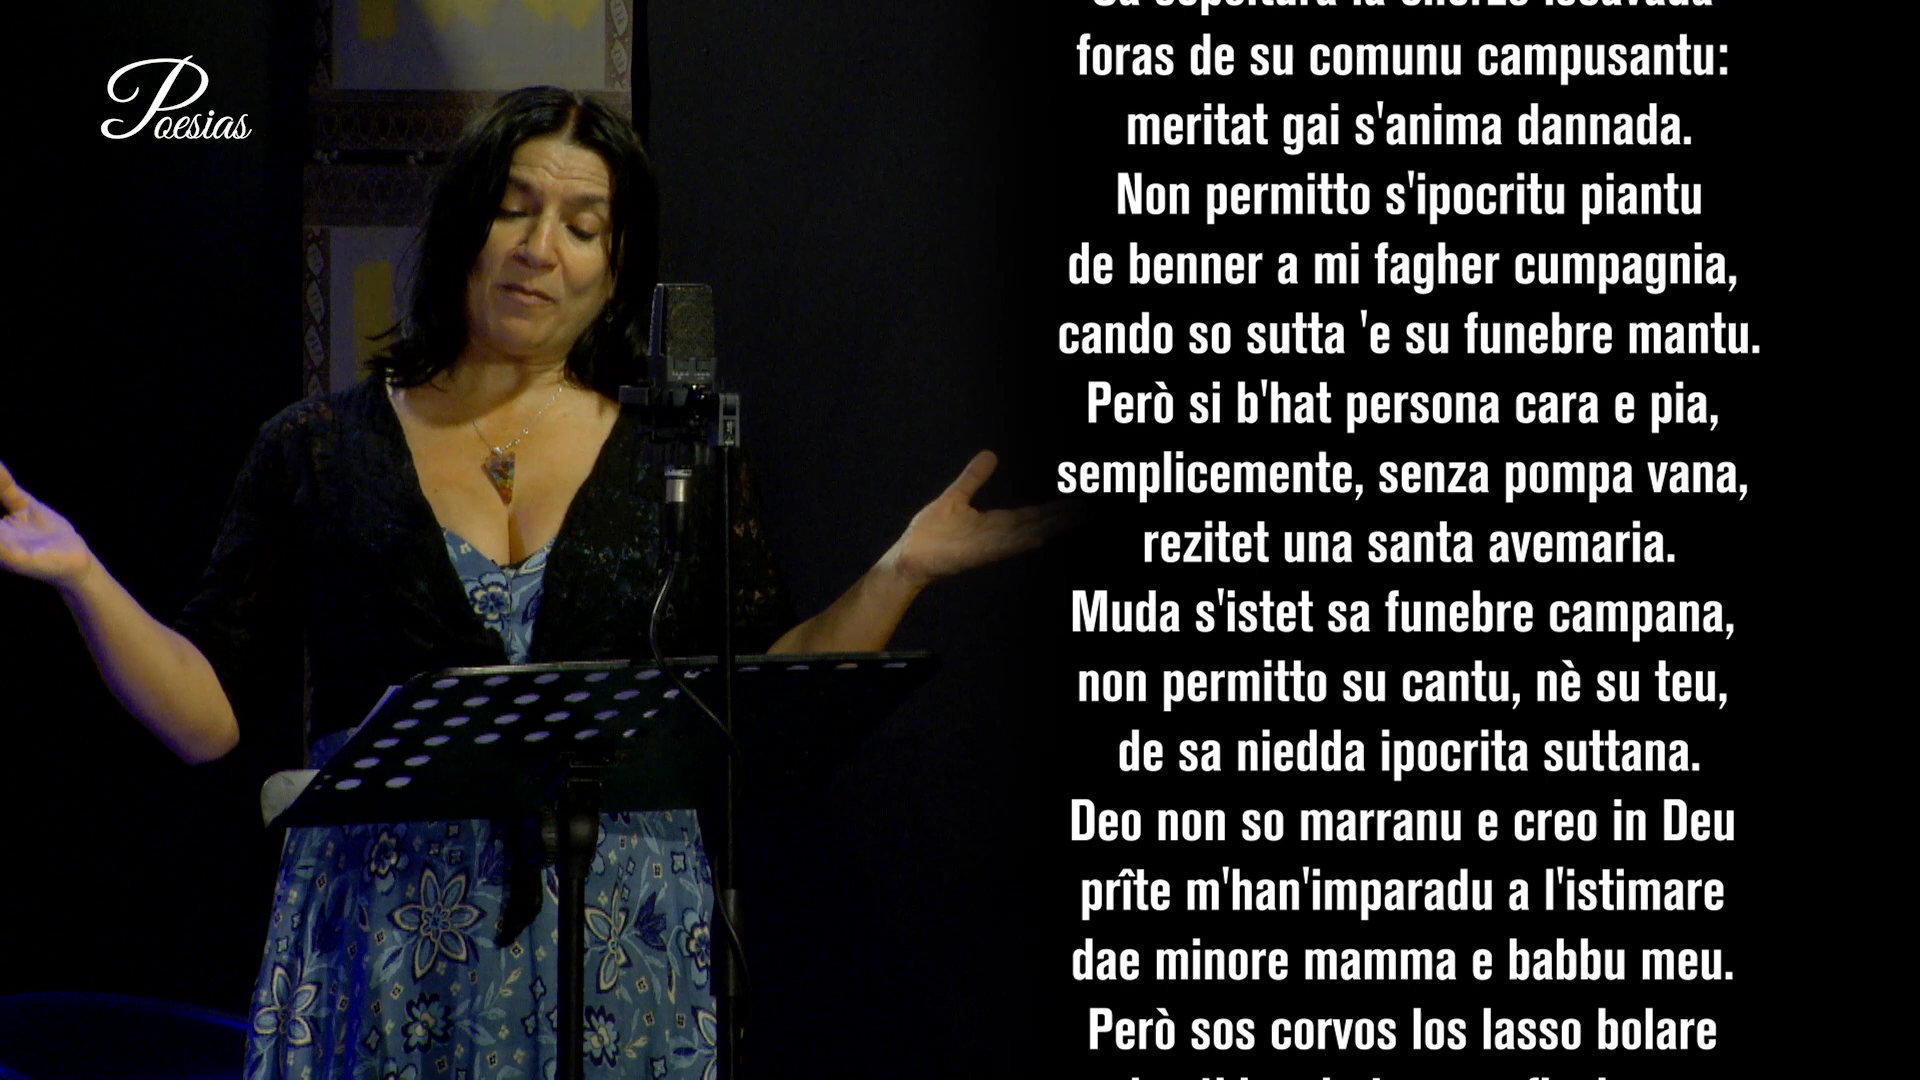 Poesias
foras de su comunu campusantu:
meritat gai s'anima dannada.
Non permitto s'ipocritu piantu
de benner a mi fagher cumpagnia,
cando so sutta 'e su funebre mantu.
Però si b'hat persona cara e pia,
semplicemente, senza pompa vana,
rezitet una santa avemaria.
Muda s'istet sa funebre campana,
non permitto su cantu, nè su teu,
de sa niedda ipocrita suttana.
Deo non so marranu e creo in Deu
prîte m'han'imparadu a l'istimare
dae minore mamma e babbu meu.
Però sos corvos los lasso bolare